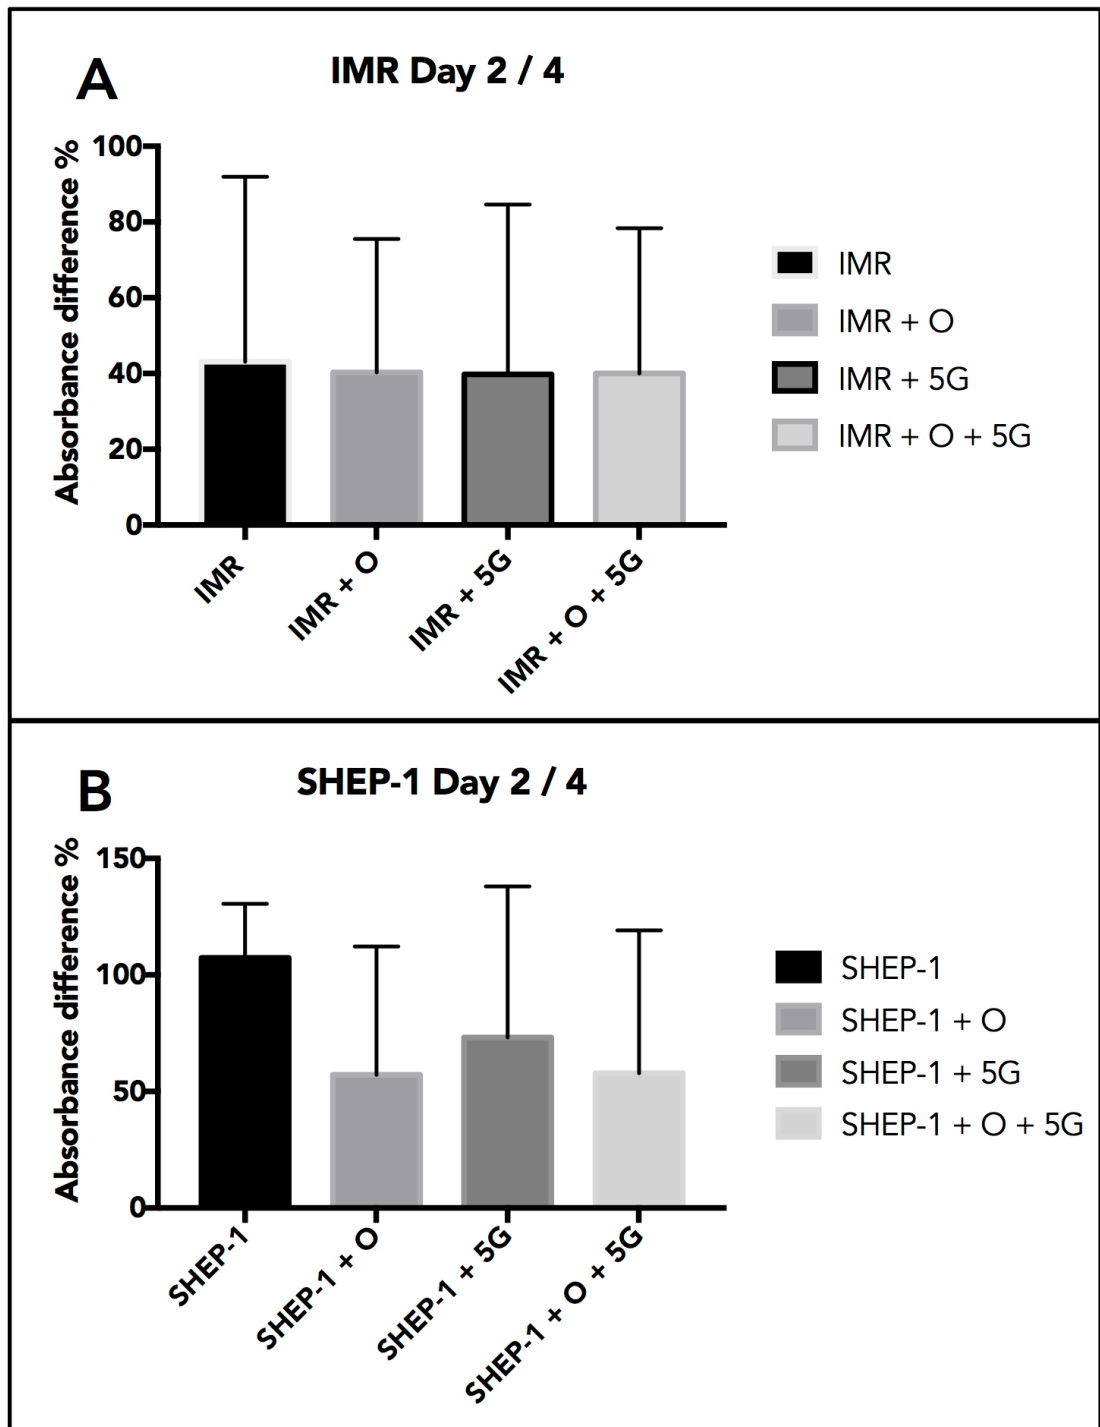 A
IMR Day 2 / 4
Absorbance difference %
100
80
60
40
20
0
IMR
IMR + O
IMR + 5G
IMR + O + 5G
IMR
IMR + O
IMR + 5G
IMR + O + 5G
B
SHEP-1 Day 2 / 4
Absorbance difference %
150
100
50
0
SHEP-1
SHEP-1 + O
SHEP-1 + 5G
SHEP-1 + O + 5G
SHEP-1
SHEP-1 + O
SHEP-1 + 5G
SHEP-1 + O + 5G